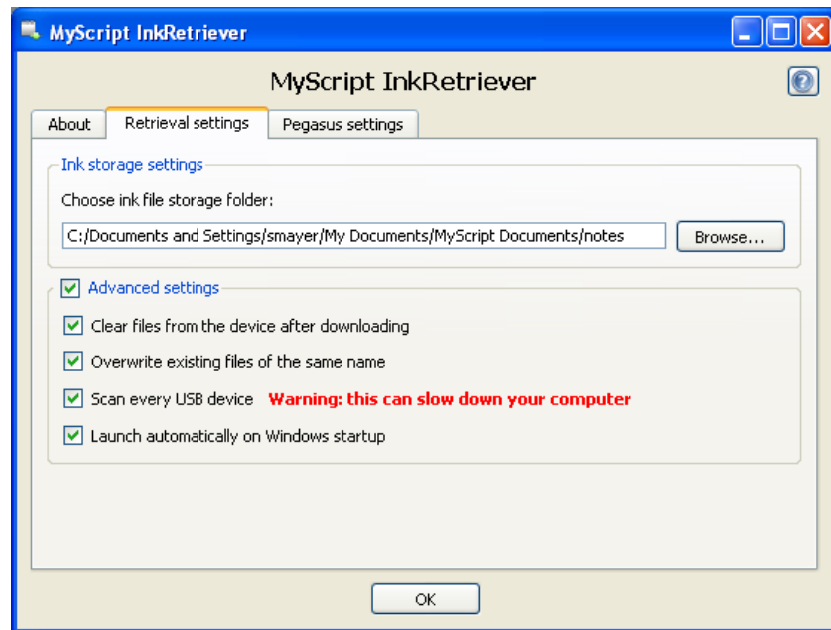 MyScript InkRetriever
MyScript InkRetriever
About Retrieval settings Pegasus settings
Ink storage settings
Choose ink file storage folder:
C:/Documents and Settings/smayer/My Documents/MyScript Documents/notes Browse...
Advanced settings
Clear files from the device after downloading
Overwrite existing files of the same name
Scan every USB device Warning: this can slow down your computer
Launch automatically on Windows startup
OK